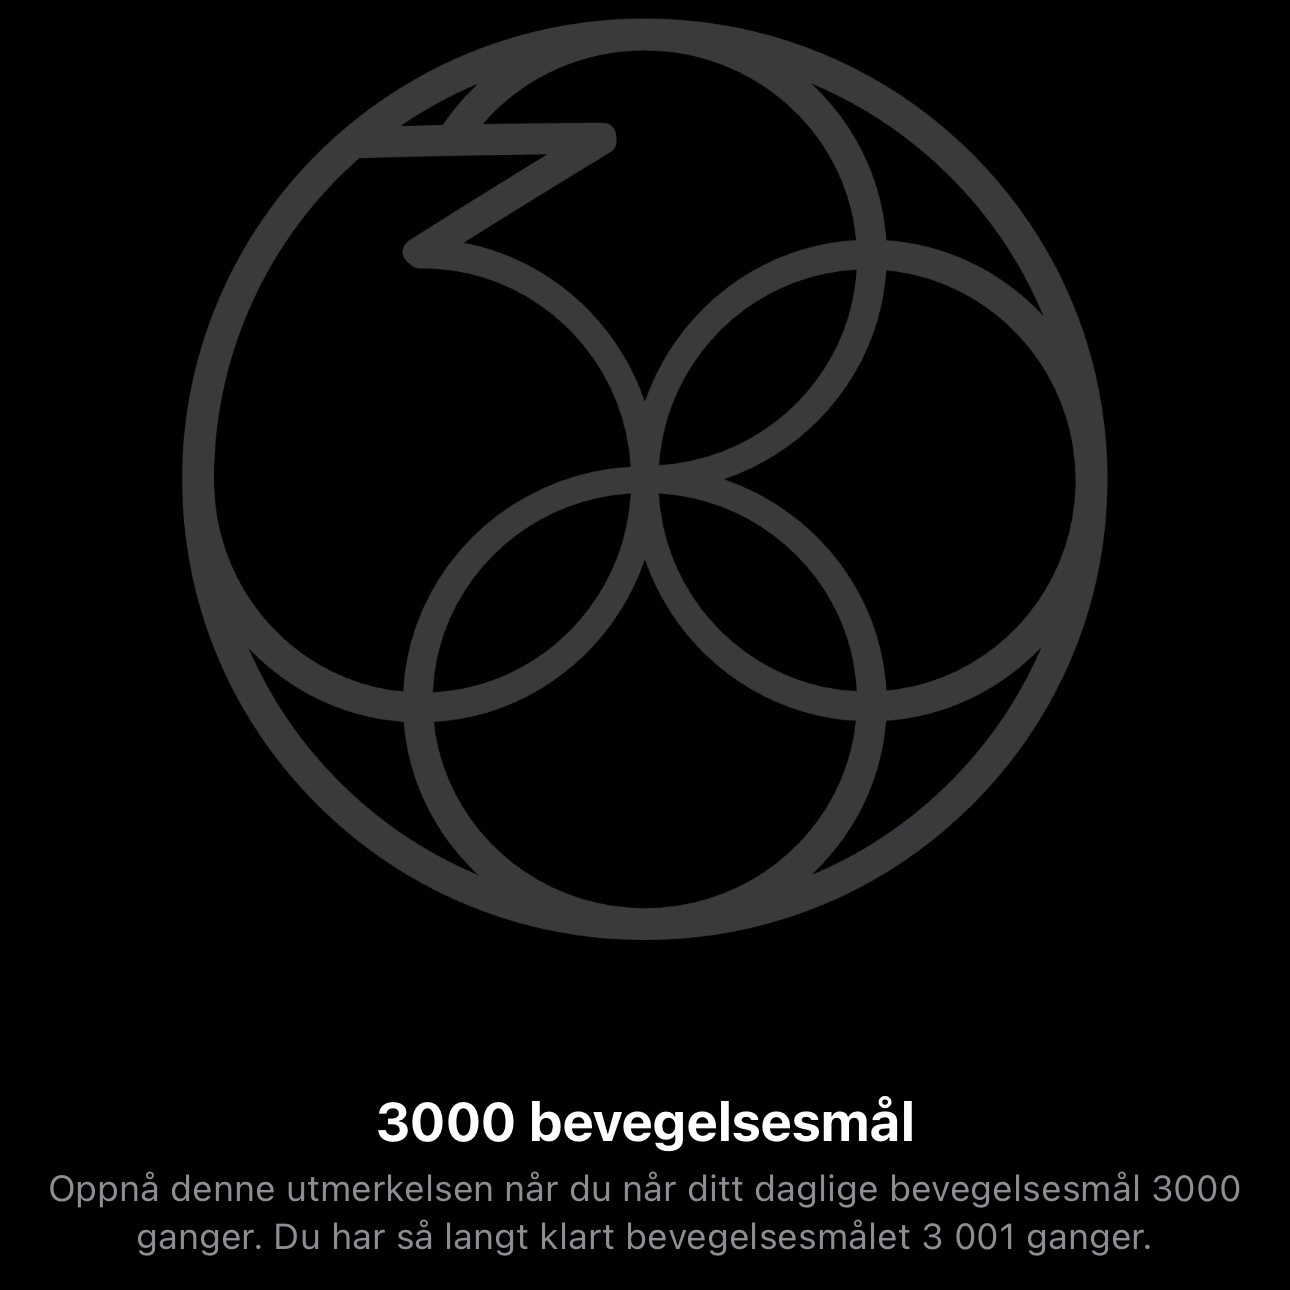 3000 bevegelsesmål
Oppnå denne utmerkelsen når du når ditt daglige bevegelsesmål 3000
ganger. Du har så langt klart bevegelsesmålet 3 001 ganger.